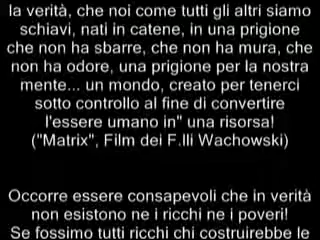 la verità, che noi come tutti gli altri siamo
schiavi, nati in catene, in una prigione
che non ha sbarre, che non ha mura, che
non ha odore, una prigione per la nostra
mente... un mondo, creato per tenerci
sotto controllo al fine di convertire
l'essere umano in" una risorsa!
("Matrix", Film dei F.lli Wachowski)
Occorre essere consapevoli che in verità
non esistono ne i ricchi ne i poveri!
Se fossimo tutti ricchi chi costruirebbe le